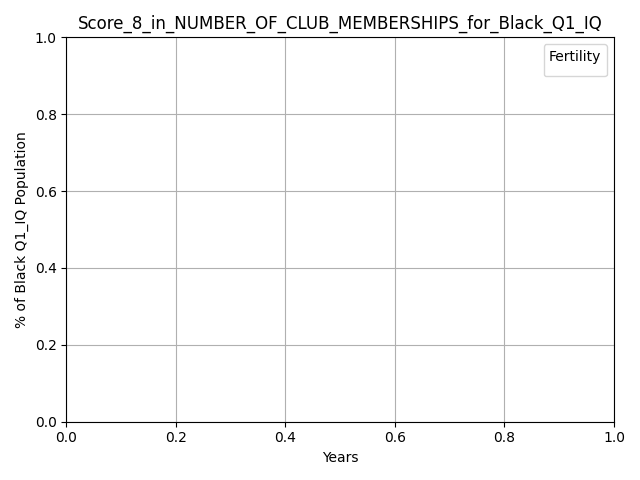 Score_8_in_NUMBER_OF_CLUB_MEMBERSHIPS_for_Black_Q1_IQ
Fertility
% of Black Q1_IQ Population
1.0
0.8
0.6
0.4
0.2
0.0
0.0 0.2 0.4 0.6 0.8 1.0
Years